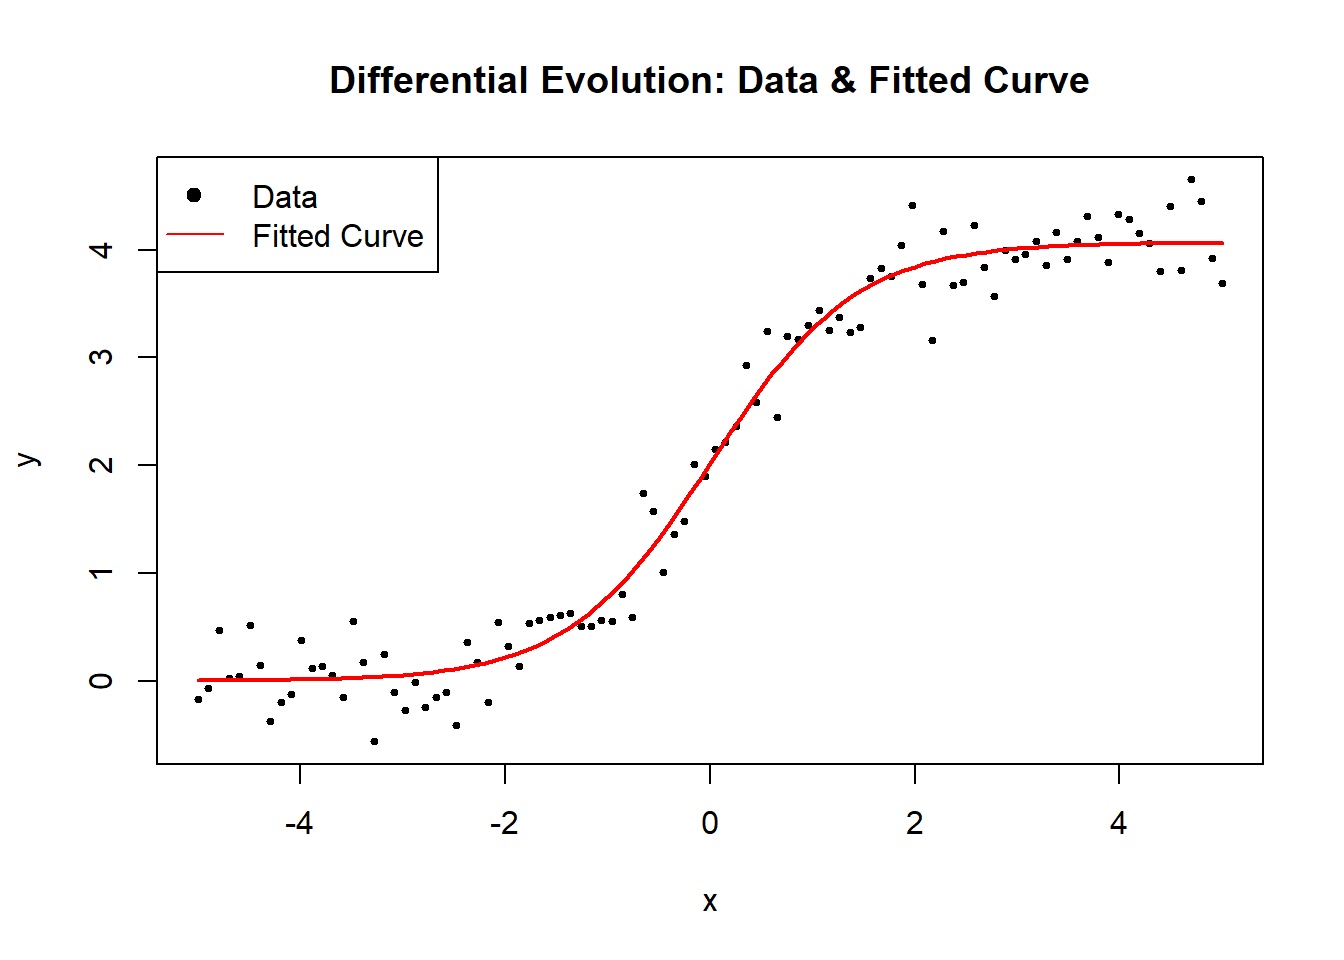 Differential Evolution: Data & Fitted Curve
Data
Fitted Curve
4
3
2
1
0
y
-4 -2 0 2 4
x